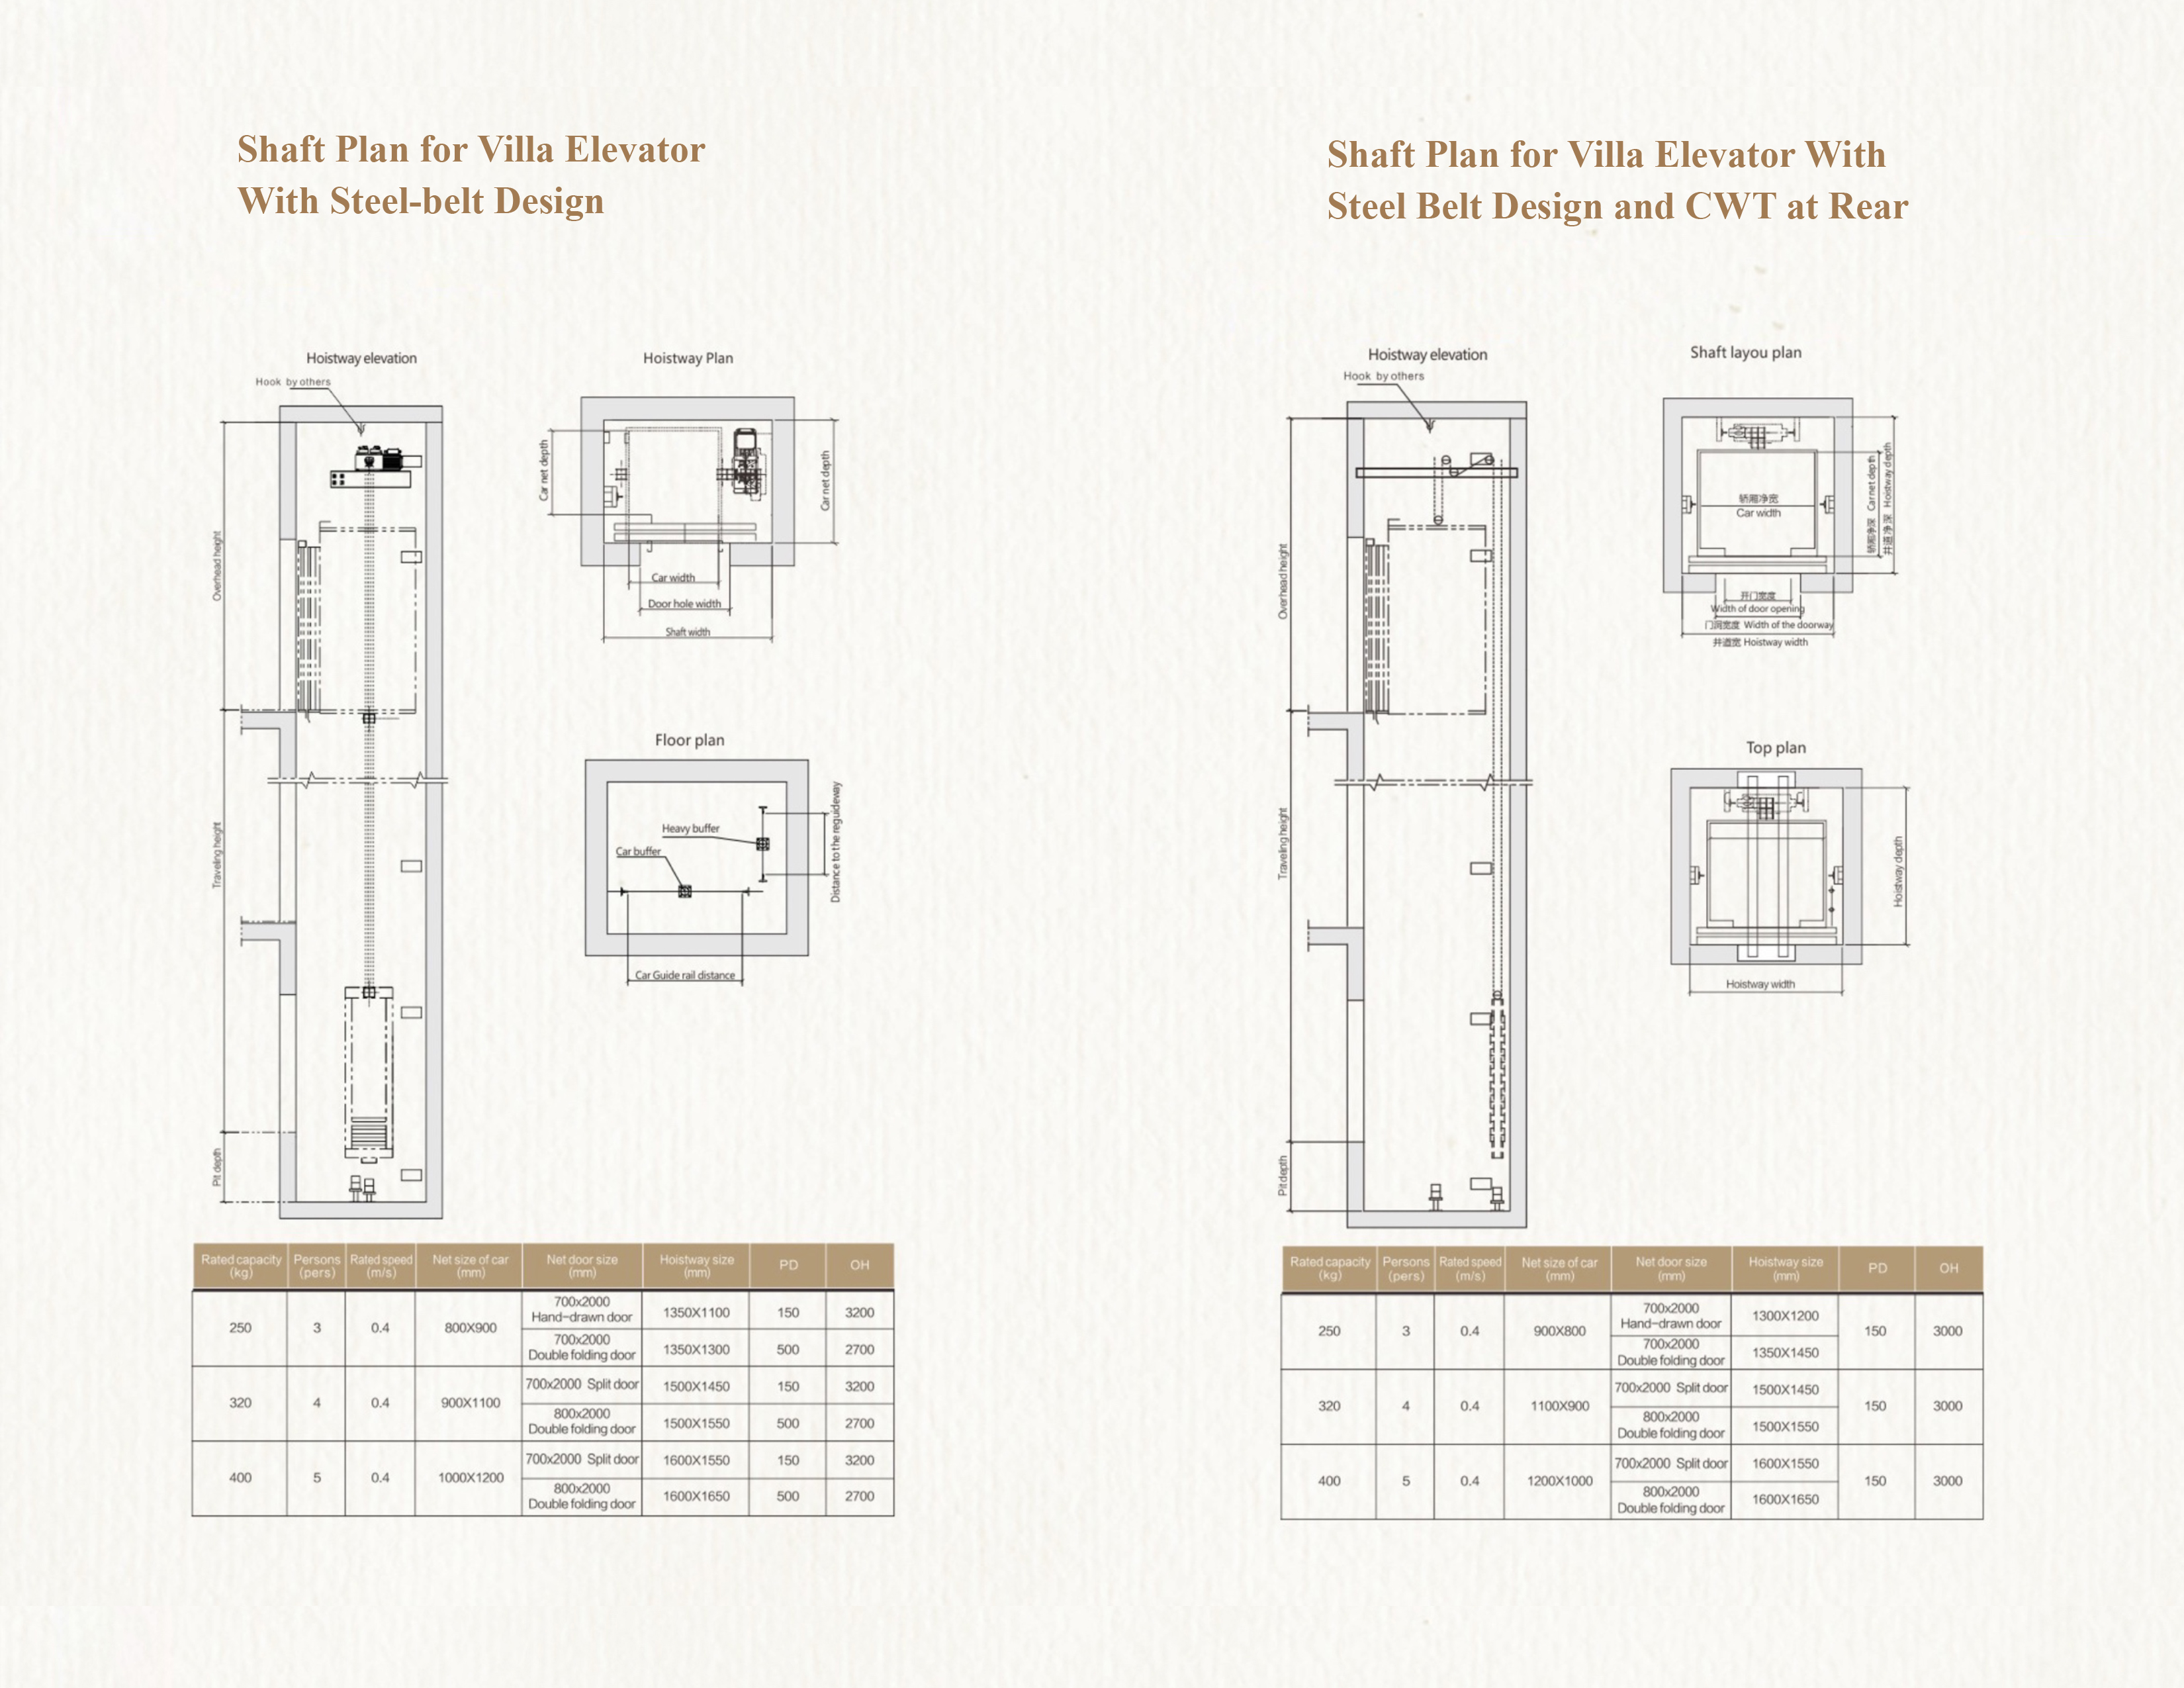 Shaft Plan for Villa Elevator
With Steel-belt Design
Hoistway elevation
Hook by others
Overhead height
Traveling height
Pit depth
Hoistway Plan
Car net depth
Car net depth
Car width
Door hole width
Shaft width
Floor plan
Heavy buffer
Car buffer
Distance to the reguideway
Car Guide rail distance
Rated capacity (kg) Persons (pers) Rated speed (m/s) Net size of car (mm) Net door size (mm) Hoistway size (mm) PD OH
250 3 0.4 800X900 700x2000 Hand-drawn door 1350X1100 150 3200
700x2000 Double folding door 1350X1300 500 2700
320 4 0.4 900X1100 700x2000 Split door 1500X1450 150 3200
800x2000 Double folding door 1500X1550 500 2700
400 5 0.4 1000X1200 700x2000 Split door 1600X1550 150 3200
800x2000 Double folding door 1600X1650 500 2700
Shaft Plan for Villa Elevator With
Steel Belt Design and CWT at Rear
Hoistway elevation
Hook by others
Overhead height
Traveling height
Pit depth
Shaft layou plan
轿厢净宽
Car width
轿厢净深 Car net depth
井道净深 Hoistway depth
开门宽度
Width of door opening
门洞宽度 Width of the doorway
井道宽 Hoistway width
Top plan
Hoistway depth
Hoistway width
Rated capacity (kg) Persons (pers) Rated speed (m/s) Net size of car (mm) Net door size (mm) Hoistway size (mm) PD OH
250 3 0.4 900X800 700x2000 Hand-drawn door 1300X1200 150 3000
700x2000 Double folding door 1350X1450
320 4 0.4 1100X900 700x2000 Split door 1500X1450 150 3000
800x2000 Double folding door 1500X1550
400 5 0.4 1200X1000 700x2000 Split door 1600X1550 150 3000
800x2000 Double folding door 1600X1650